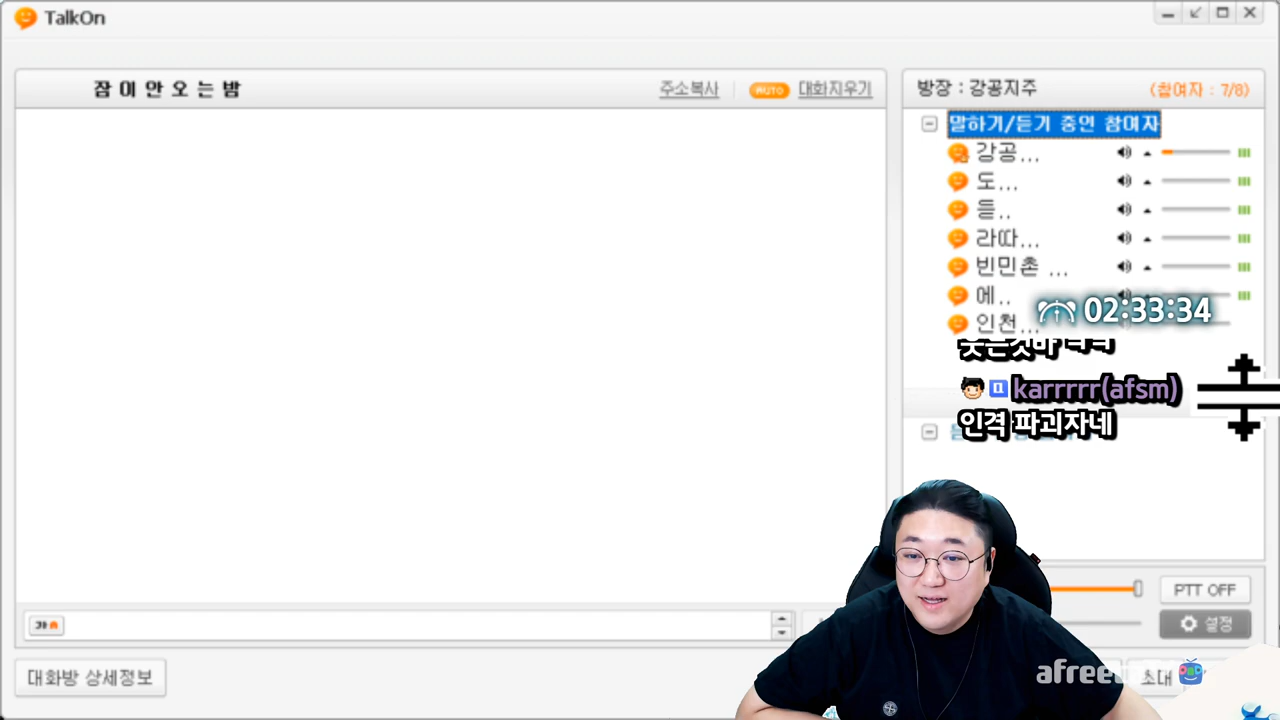 TalkOn
잠 이 안 오 는 밤
주소복사
AUTO
대화지우기
방장 : 강공지주
(참여자 : 7/8)
말하기/듣기 중인 참여자
강공...
도...
듣..
라따...
빈민촌 ...
에..
인천...
02:33:34
karrrrr(afsm)
인격 파괴자네
가
PTT OFF
설정
대화방 상세정보
초대
afree